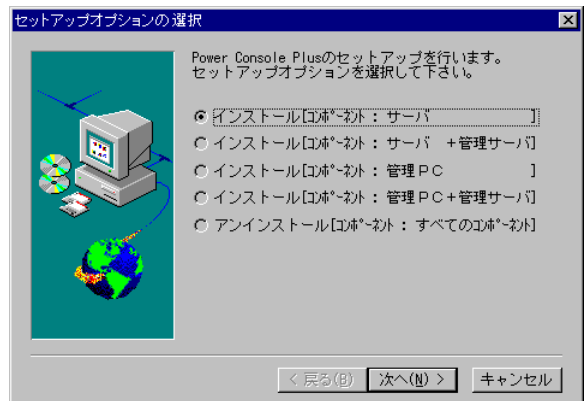 セットアップオプションの選択
Power Console Plusのセットアップを行います。
セットアップオプションを選択して下さい。
インストール[ｺﾝﾎﾟｰﾈﾝﾄ： サーバ　　　　　　　]
インストール[ｺﾝﾎﾟｰﾈﾝﾄ： サーバ　＋管理サーバ]
インストール[ｺﾝﾎﾟｰﾈﾝﾄ： 管理ＰＣ　　　　　　]
インストール[ｺﾝﾎﾟｰﾈﾝﾄ： 管理ＰＣ＋管理サーバ]
アンインストール[ｺﾝﾎﾟｰﾈﾝﾄ： すべてのｺﾝﾎﾟｰﾈﾝﾄ]
< 戻る(B) 次へ(N) > キャンセル